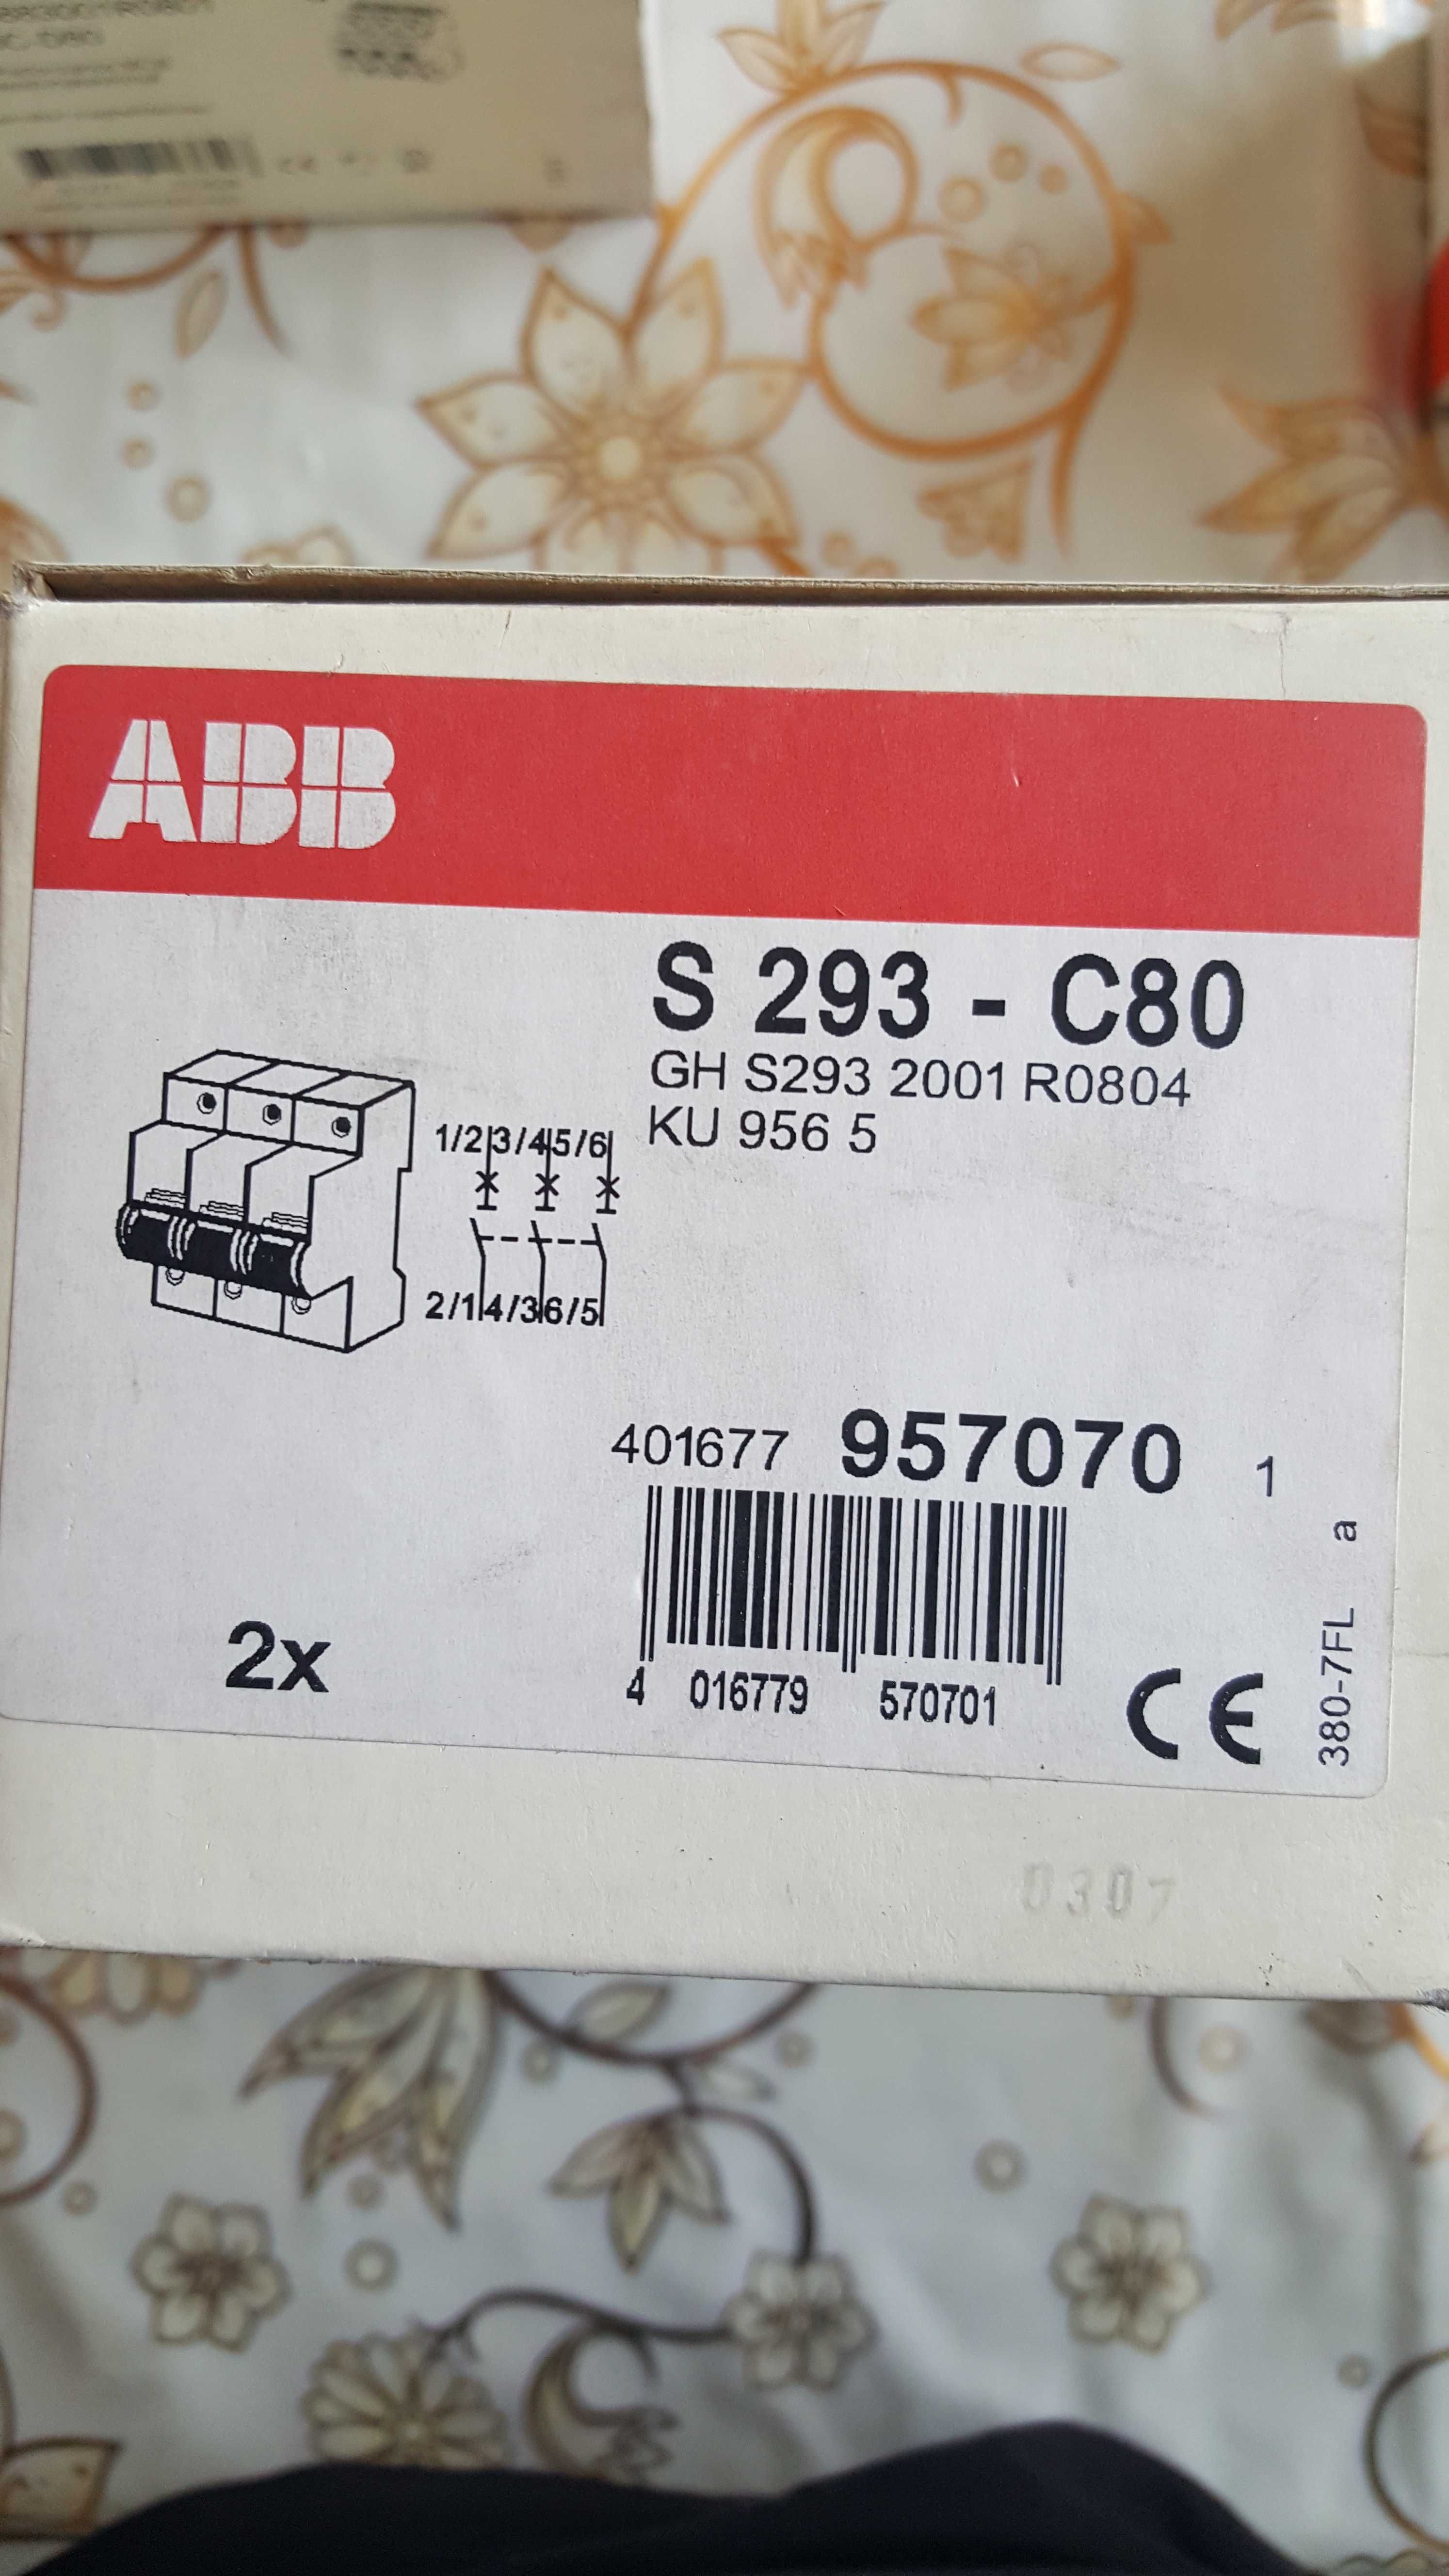 ABB
S 293 - C80
GH S293 2001 R0804
KU 956 5
1/2 3/4 5/6
2/1 4/3 6/5
401677 957070 1
2x
4 016779 570701
CE
380-7FL a
0307